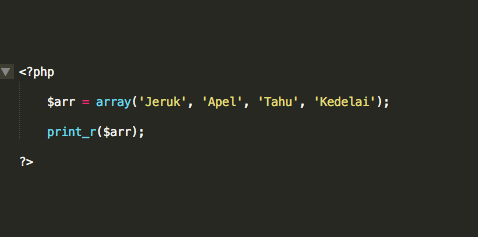 <?php
$arr = array('Jeruk', 'Apel', 'Tahu', 'Kedelai');
print_r($arr);
?>